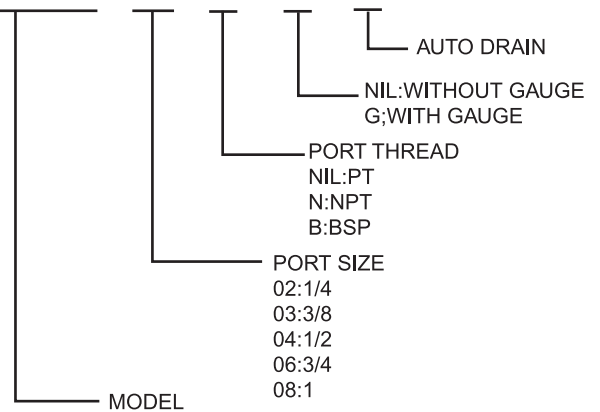 AUTO DRAIN
NIL:WITHOUT GAUGE
G;WITH GAUGE
PORT THREAD
NIL:PT
N:NPT
B:BSP
PORT SIZE
02:1/4
03:3/8
04:1/2
06:3/4
08:1
MODEL